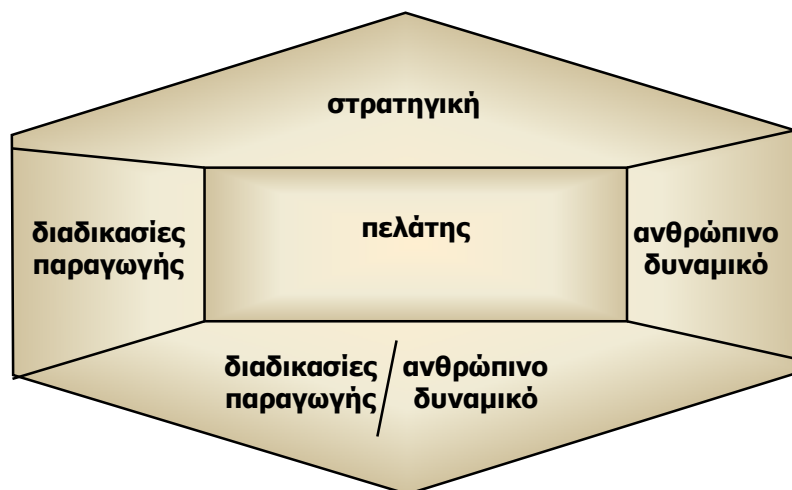 στρατηγική
διαδικασίες
παραγωγής
πελάτης
ανθρώπινο
δυναμικό
διαδικασίες / ανθρώπινο
παραγωγής δυναμικό